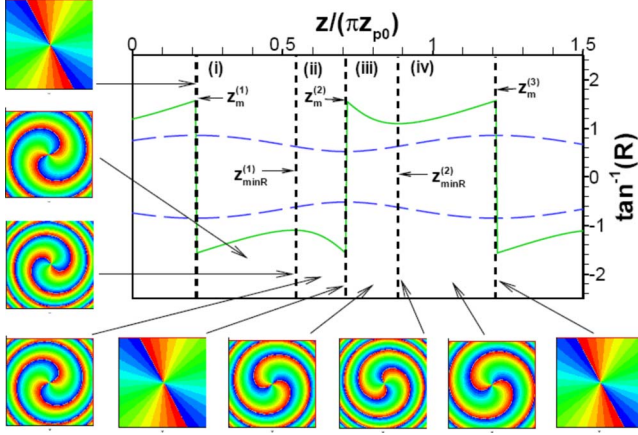 z/(πz_p0)
0 0.5 1 1.5
(i) (ii) (iii) (iv)
z_m^(1) z_m^(2) z_m^(3)
z_minR^(1) z_minR^(2)
2
1
0
-1
-2
tan⁻¹(R)